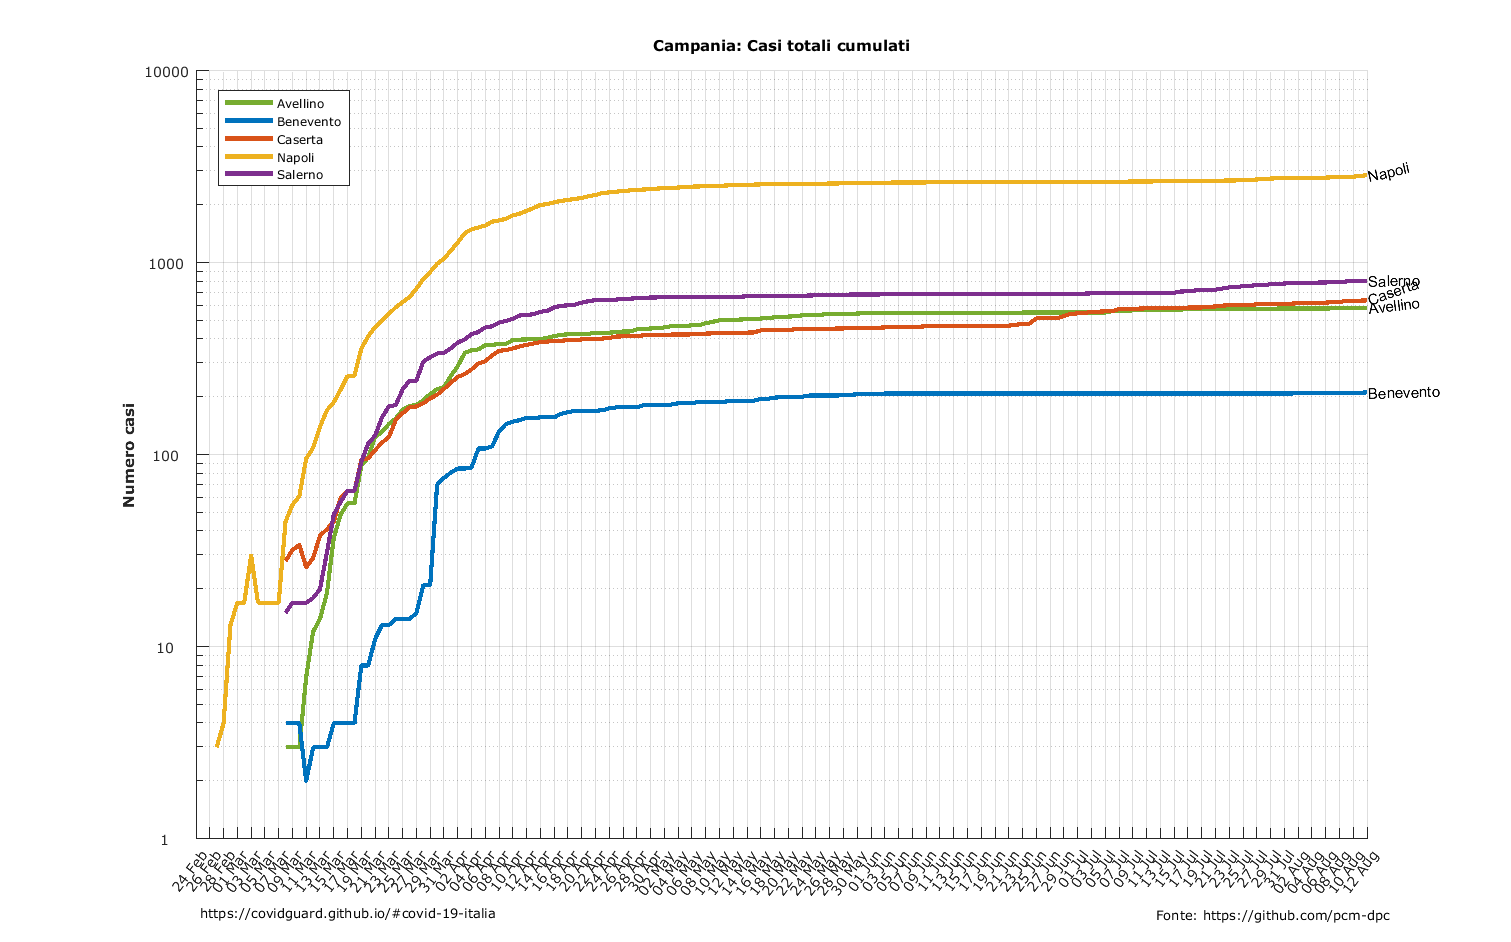 Campania: Casi totali cumulati
10000
1000
100
10
1
Numero casi
Avellino
Benevento
Caserta
Napoli
Salerno
Napoli
Salerno
Caserta
Avellino
Benevento
24 Feb
26 Feb
28 Feb
01 Mar
03 Mar
05 Mar
07 Mar
09 Mar
11 Mar
13 Mar
15 Mar
17 Mar
19 Mar
21 Mar
23 Mar
25 Mar
27 Mar
29 Mar
31 Mar
02 Apr
04 Apr
06 Apr
08 Apr
10 Apr
12 Apr
14 Apr
16 Apr
18 Apr
20 Apr
22 Apr
24 Apr
26 Apr
28 Apr
30 Apr
02 May
04 May
06 May
08 May
10 May
12 May
14 May
16 May
18 May
20 May
22 May
24 May
26 May
28 May
30 May
01 Jun
03 Jun
05 Jun
07 Jun
09 Jun
11 Jun
13 Jun
15 Jun
17 Jun
19 Jun
21 Jun
23 Jun
25 Jun
27 Jun
29 Jun
01 Jul
03 Jul
05 Jul
07 Jul
09 Jul
11 Jul
13 Jul
15 Jul
17 Jul
19 Jul
21 Jul
23 Jul
25 Jul
27 Jul
29 Jul
31 Jul
02 Aug
04 Aug
06 Aug
08 Aug
10 Aug
12 Aug
https://covidguard.github.io/#covid-19-italia
Fonte: https://github.com/pcm-dpc